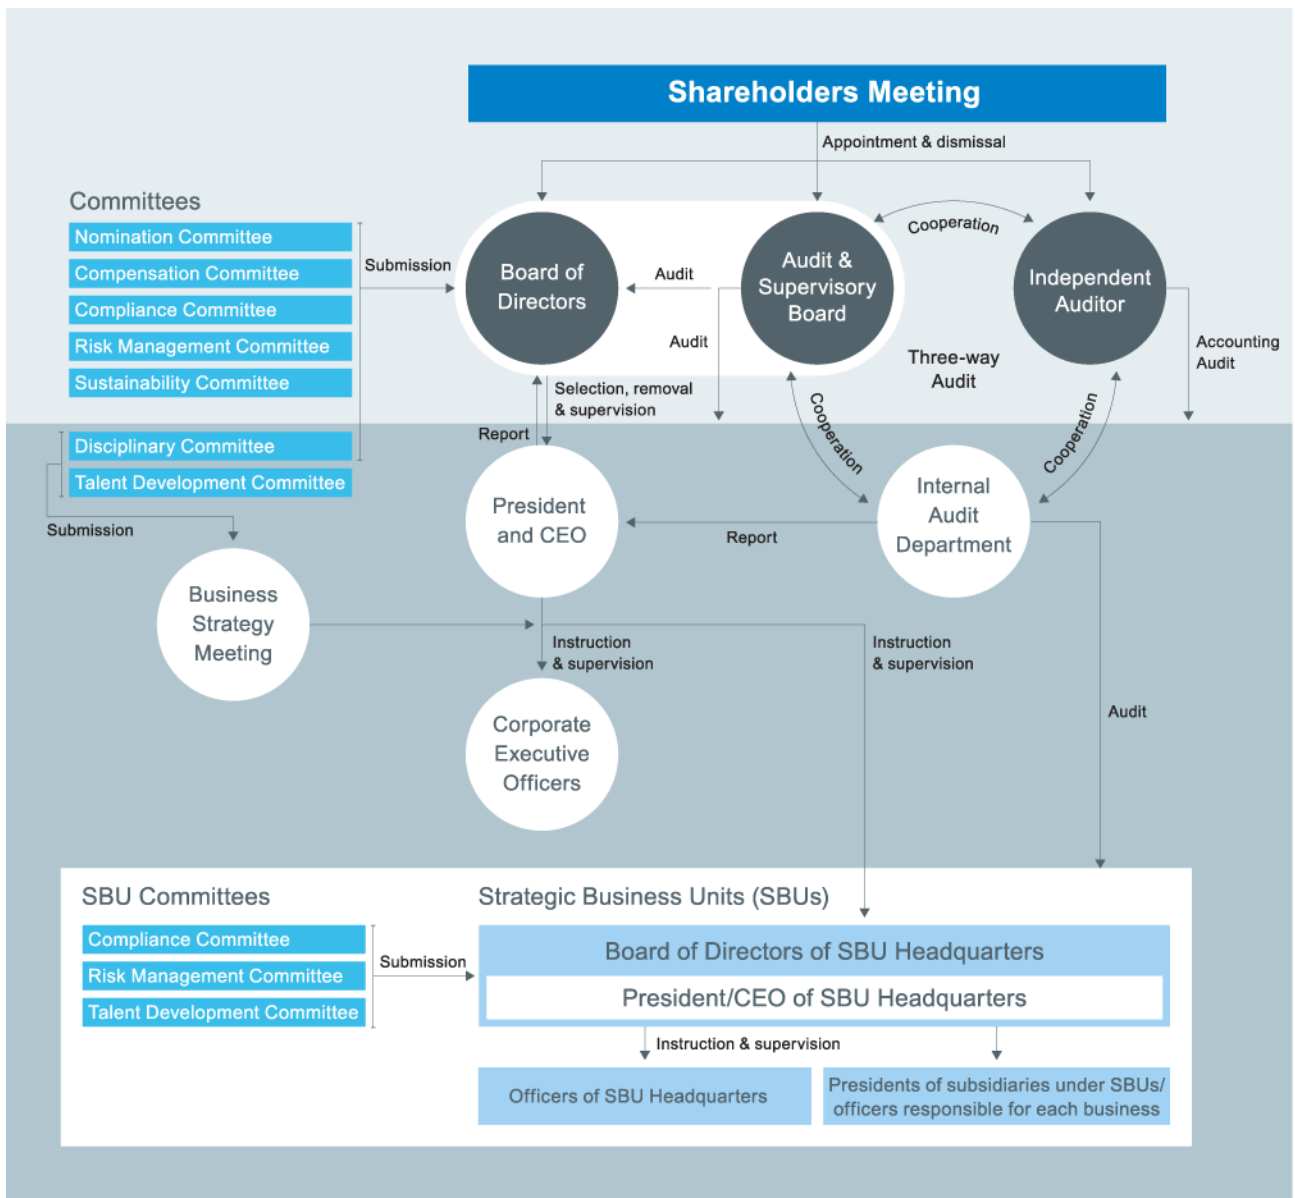 Shareholders Meeting
Appointment & dismissal
Committees
Nomination Committee
Compensation Committee
Compliance Committee
Risk Management Committee
Sustainability Committee
Disciplinary Committee
Talent Development Committee
Submission
Submission
Board of
Directors
Audit
Audit
Audit &
Supervisory
Board
Cooperation
Independent
Auditor
Three-way
Audit
Accounting
Audit
Selection, removal
& supervision
Report
Cooperation
Cooperation
President
and CEO
Report
Internal
Audit
Department
Business
Strategy
Meeting
Instruction
& supervision
Instruction
& supervision
Audit
Corporate
Executive
Officers
SBU Committees
Compliance Committee
Risk Management Committee
Talent Development Committee
Submission
Strategic Business Units (SBUs)
Board of Directors of SBU Headquarters
President/CEO of SBU Headquarters
Instruction & supervision
Officers of SBU Headquarters
Presidents of subsidiaries under SBUs/
officers responsible for each business